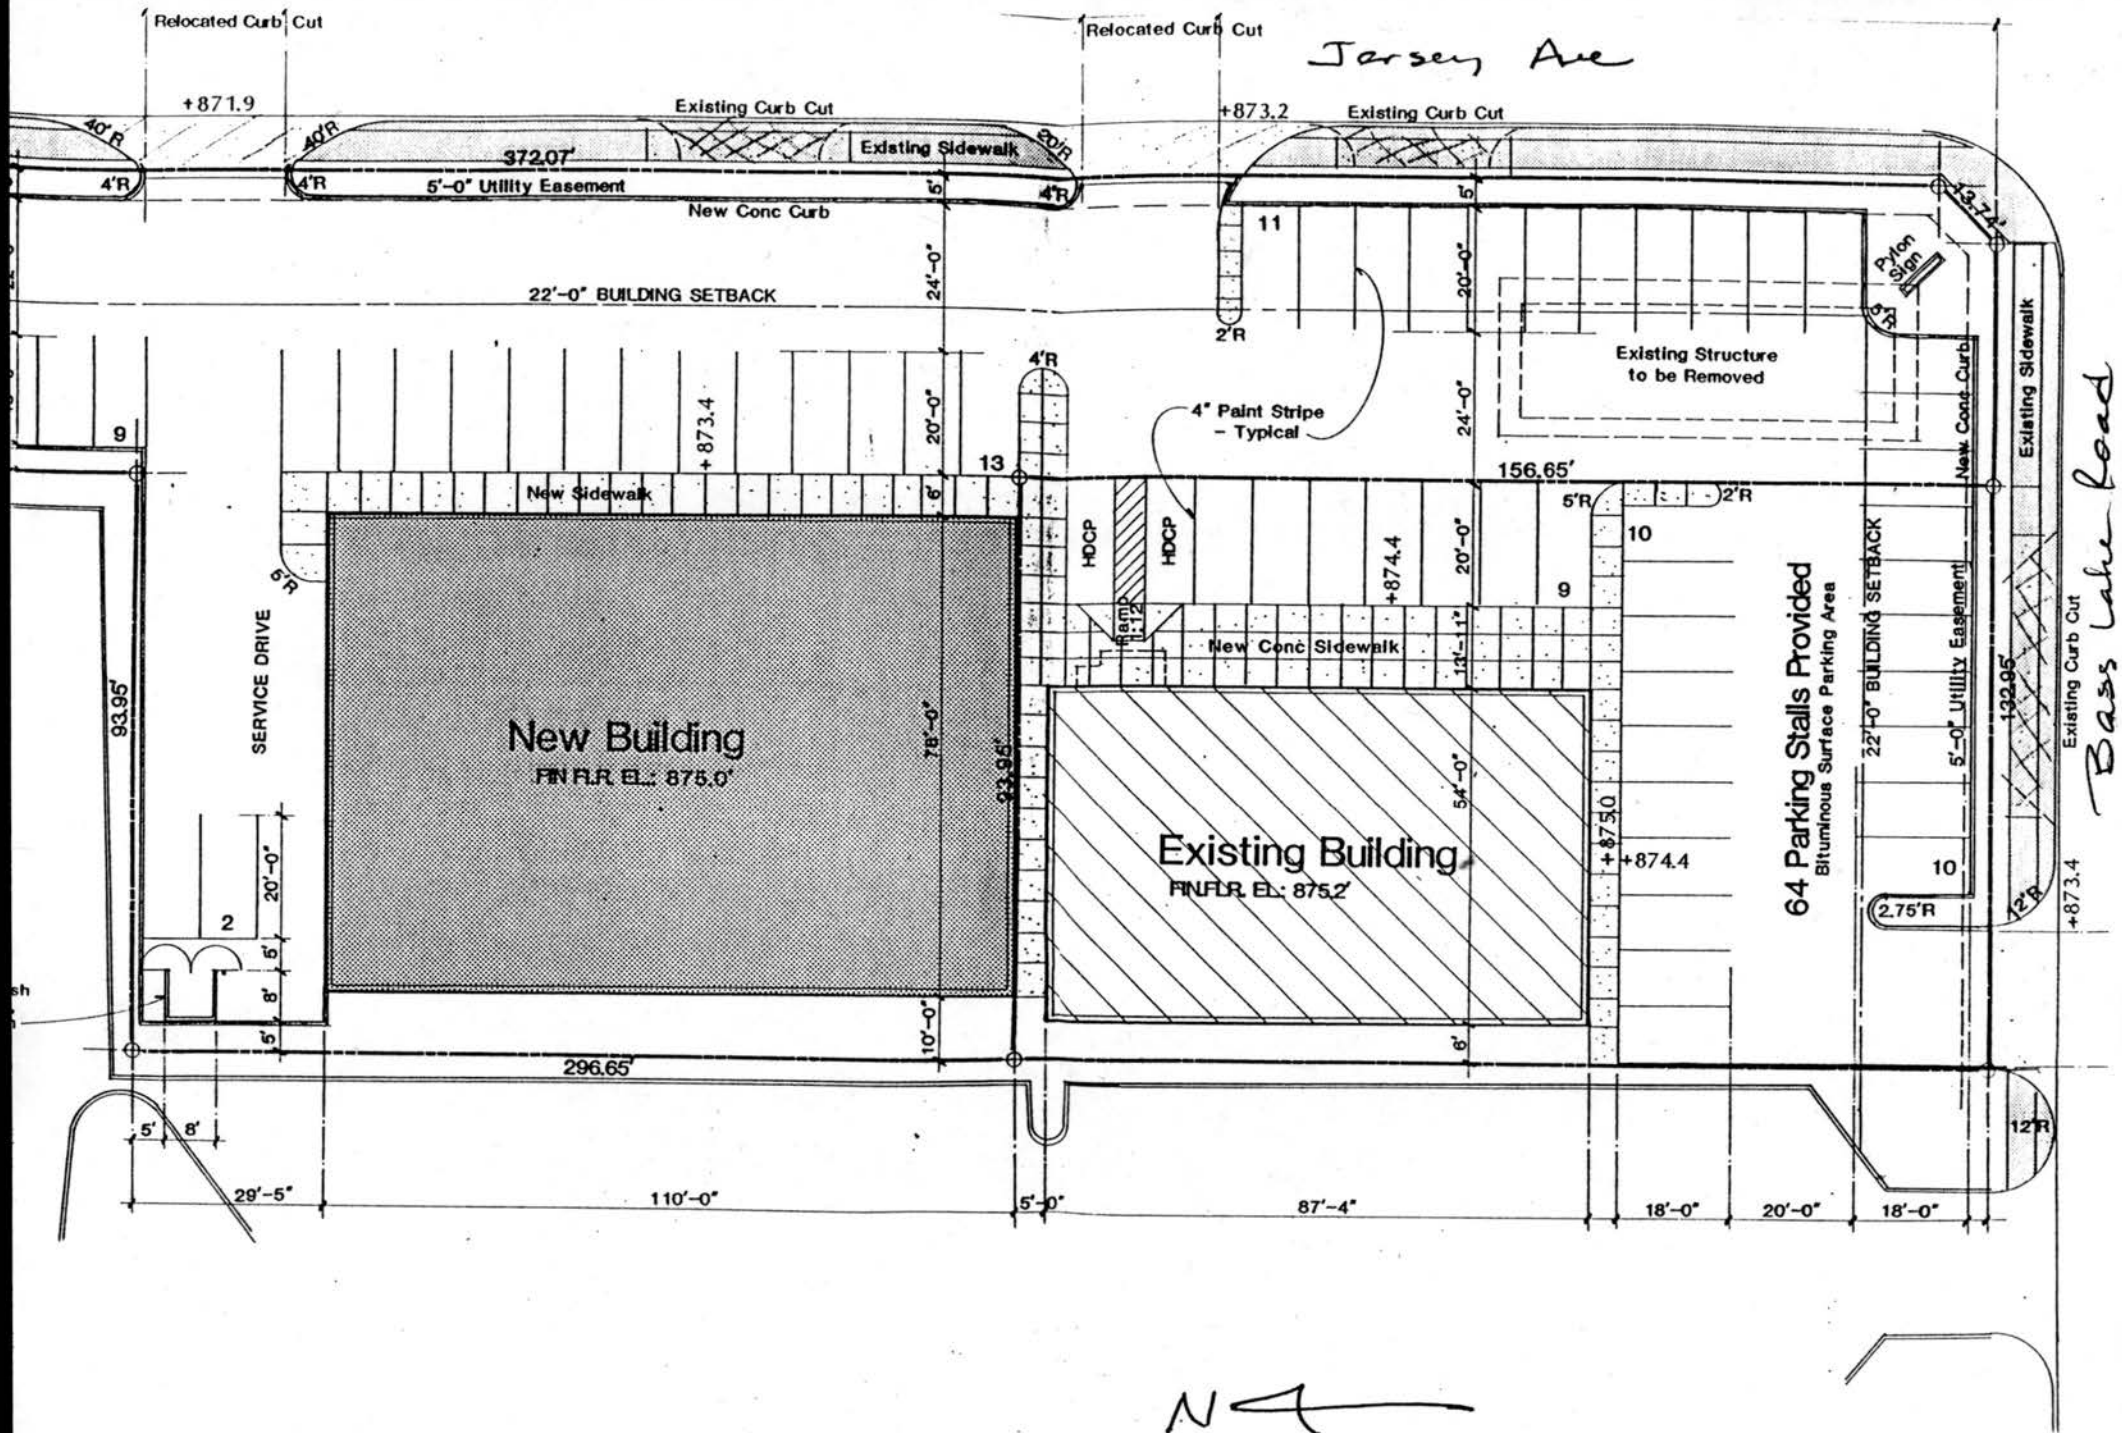 Relocated Curb Cut
Relocated Curb Cut
Jersey Ave
+871.9
Existing Curb Cut
+873.2
Existing Curb Cut
40'R
40'R
372.07'
Existing Sidewalk
20'R
4'R
4'R
5'-0" Utility Easement
5'
4'R
5'
13.74'
New Conc Curb
11
24'-0"
20'-0"
Pylon
Sign
22'-0" BUILDING SETBACK
2'R
5'R
Existing Structure
to be Removed
4'R
4" Paint Stripe
- Typical
24'-0"
New Conc. Curb
Existing Sidewalk
Bass Lake Road
9
+873.4
20'-0"
13
156.65'
New Sidewalk
6'
HDCP
HDCP
+874.4
20'-0"
5'R
2'R
10
5'R
9
Ramp
1:12
New Conc Sidewalk
13'-11"
SERVICE DRIVE
93.95'
New Building
FIN FLR. EL.: 875.0'
78'-0"
93.95'
Existing Building
FIN.FLR. EL.: 875.2'
54'-0"
+875.0
+874.4
64 Parking Stalls Provided
Bituminous Surface Parking Area
22'-0" BUILDING SETBACK
5'-0" Utility Easement
132.95'
Existing Curb Cut
10
2.75'R
12'R
+873.4
20'-0"
2
5'
8'
5'
sh
10'-0"
6'
296.65'
5'
8'
12'R
29'-5"
110'-0"
5'-0"
87'-4"
18'-0"
20'-0"
18'-0"
N